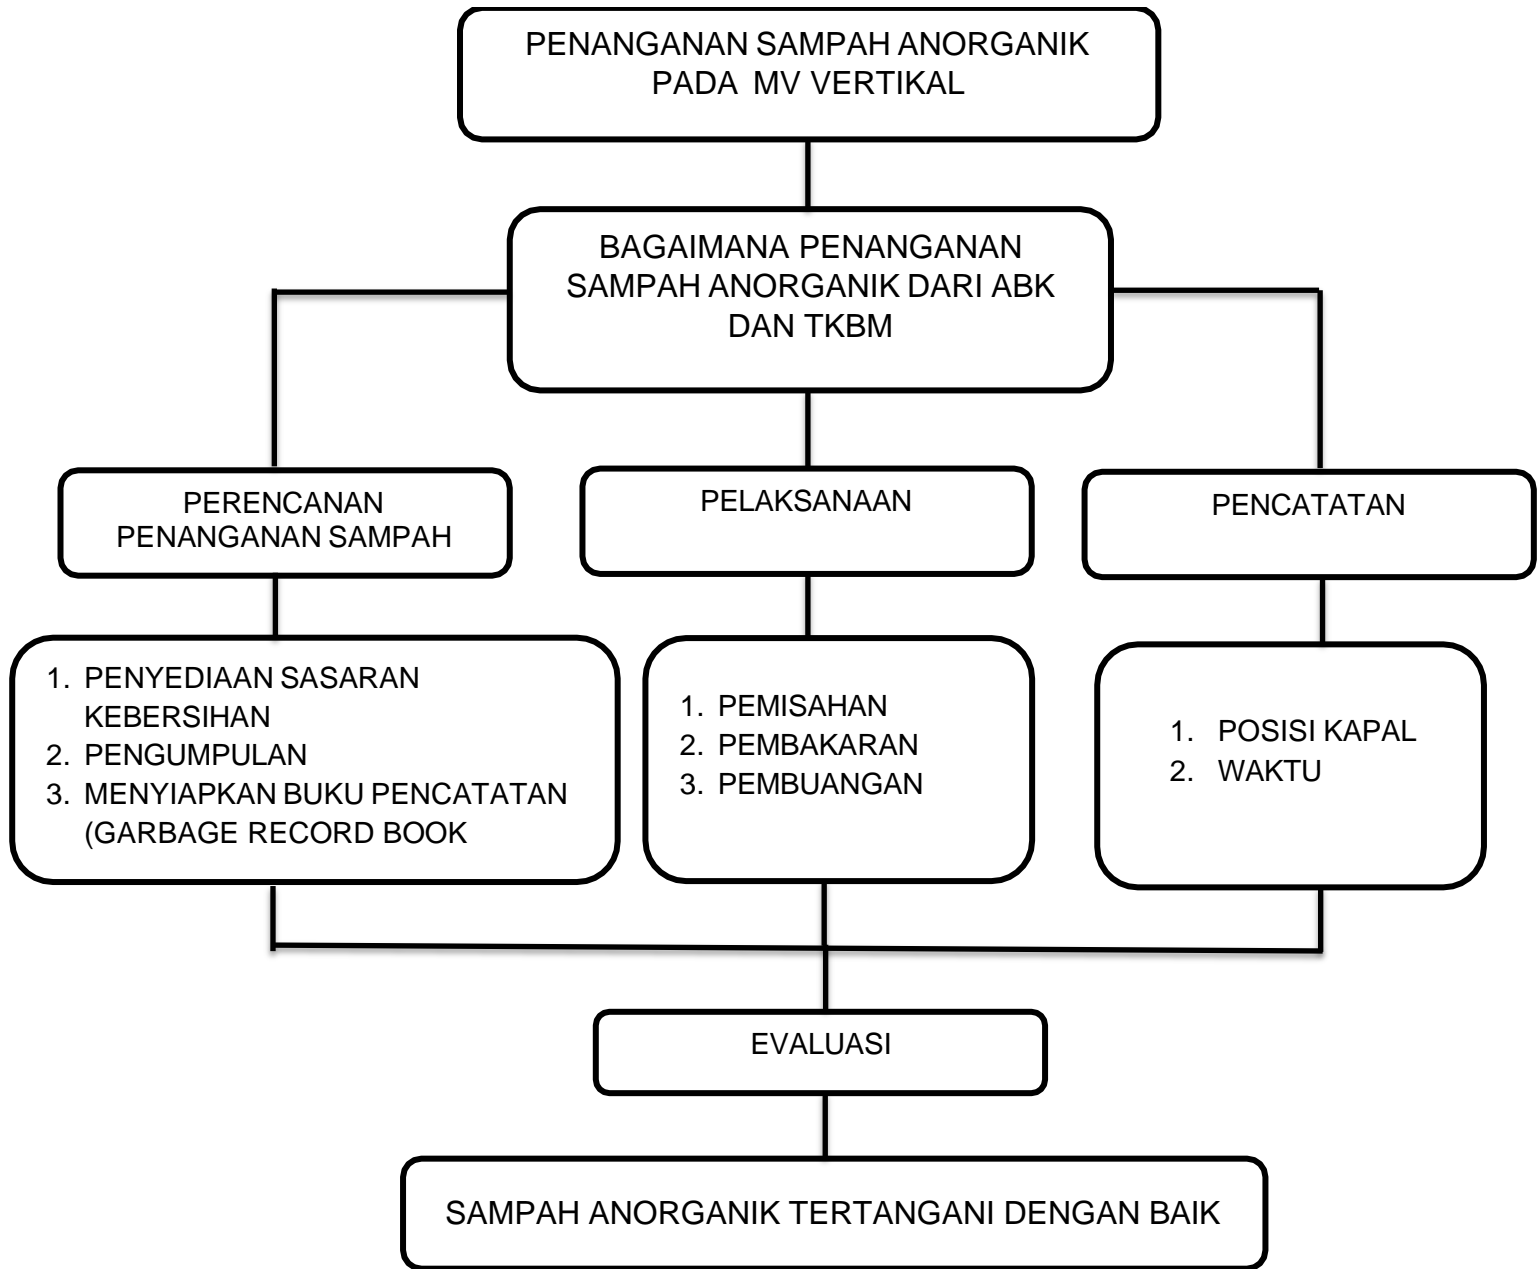 PENANGANAN SAMPAH ANORGANIK
PADA MV VERTIKAL
BAGAIMANA PENANGANAN
SAMPAH ANORGANIK DARI ABK
DAN TKBM
PERENCANAN
PENANGANAN SAMPAH
PELAKSANAAN
PENCATATAN
1. PENYEDIAAN SASARAN
KEBERSIHAN
2. PENGUMPULAN
3. MENYIAPKAN BUKU PENCATATAN
(GARBAGE RECORD BOOK
1. PEMISAHAN
2. PEMBAKARAN
3. PEMBUANGAN
1. POSISI KAPAL
2. WAKTU
EVALUASI
SAMPAH ANORGANIK TERTANGANI DENGAN BAIK